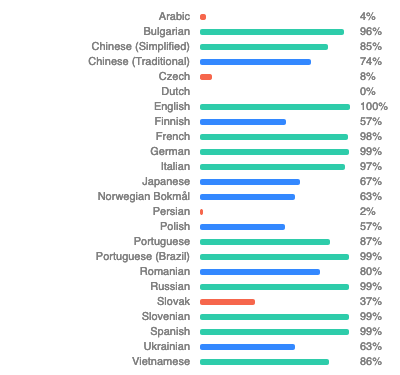 Arabic 4%
Bulgarian 96%
Chinese (Simplified) 85%
Chinese (Traditional) 74%
Czech 8%
Dutch 0%
English 100%
Finnish 57%
French 98%
German 99%
Italian 97%
Japanese 67%
Norwegian Bokmål 63%
Persian 2%
Polish 57%
Portuguese 87%
Portuguese (Brazil) 99%
Romanian 80%
Russian 99%
Slovak 37%
Slovenian 99%
Spanish 99%
Ukrainian 63%
Vietnamese 86%